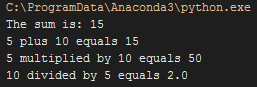 C:\ProgramData\Anaconda3\python.exe
The sum is: 15
5 plus 10 equals 15
5 multiplied by 10 equals 50
10 divided by 5 equals 2.0